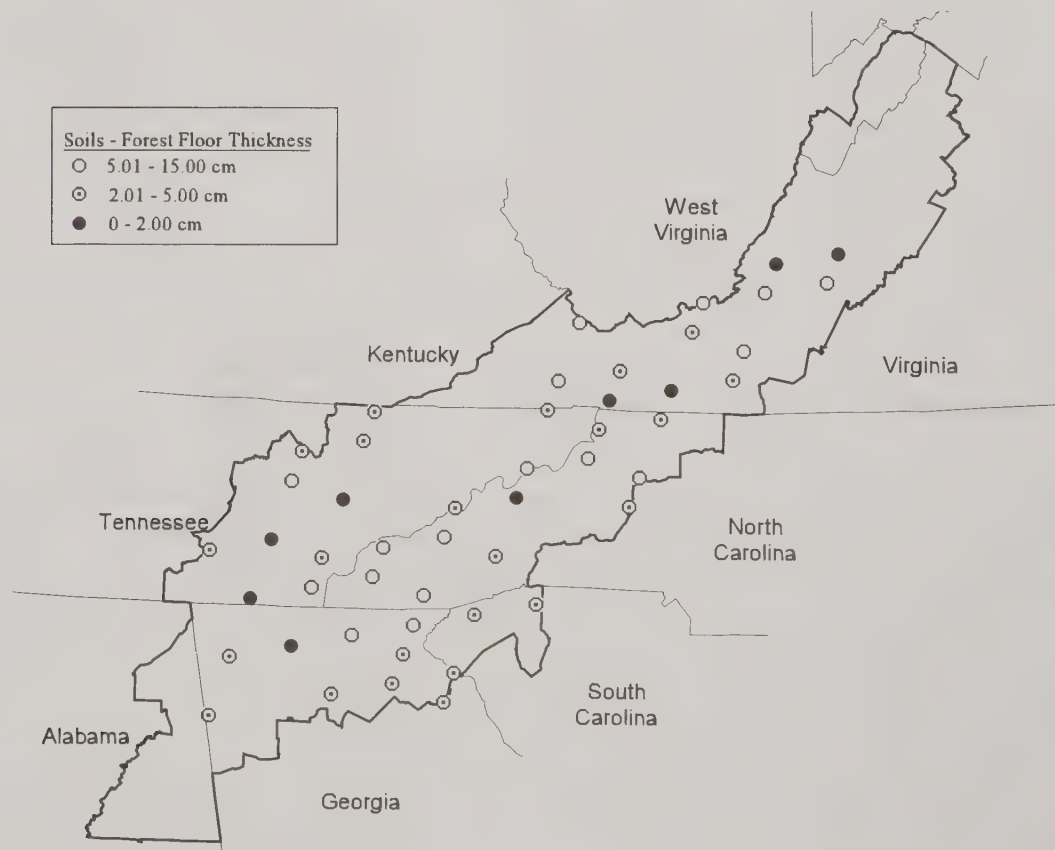 Soils - Forest Floor Thickness
5.01 - 15.00 cm
2.01 - 5.00 cm
0 - 2.00 cm
West
Virginia
Kentucky
Virginia
Tennessee
North
Carolina
South
Carolina
Alabama
Georgia